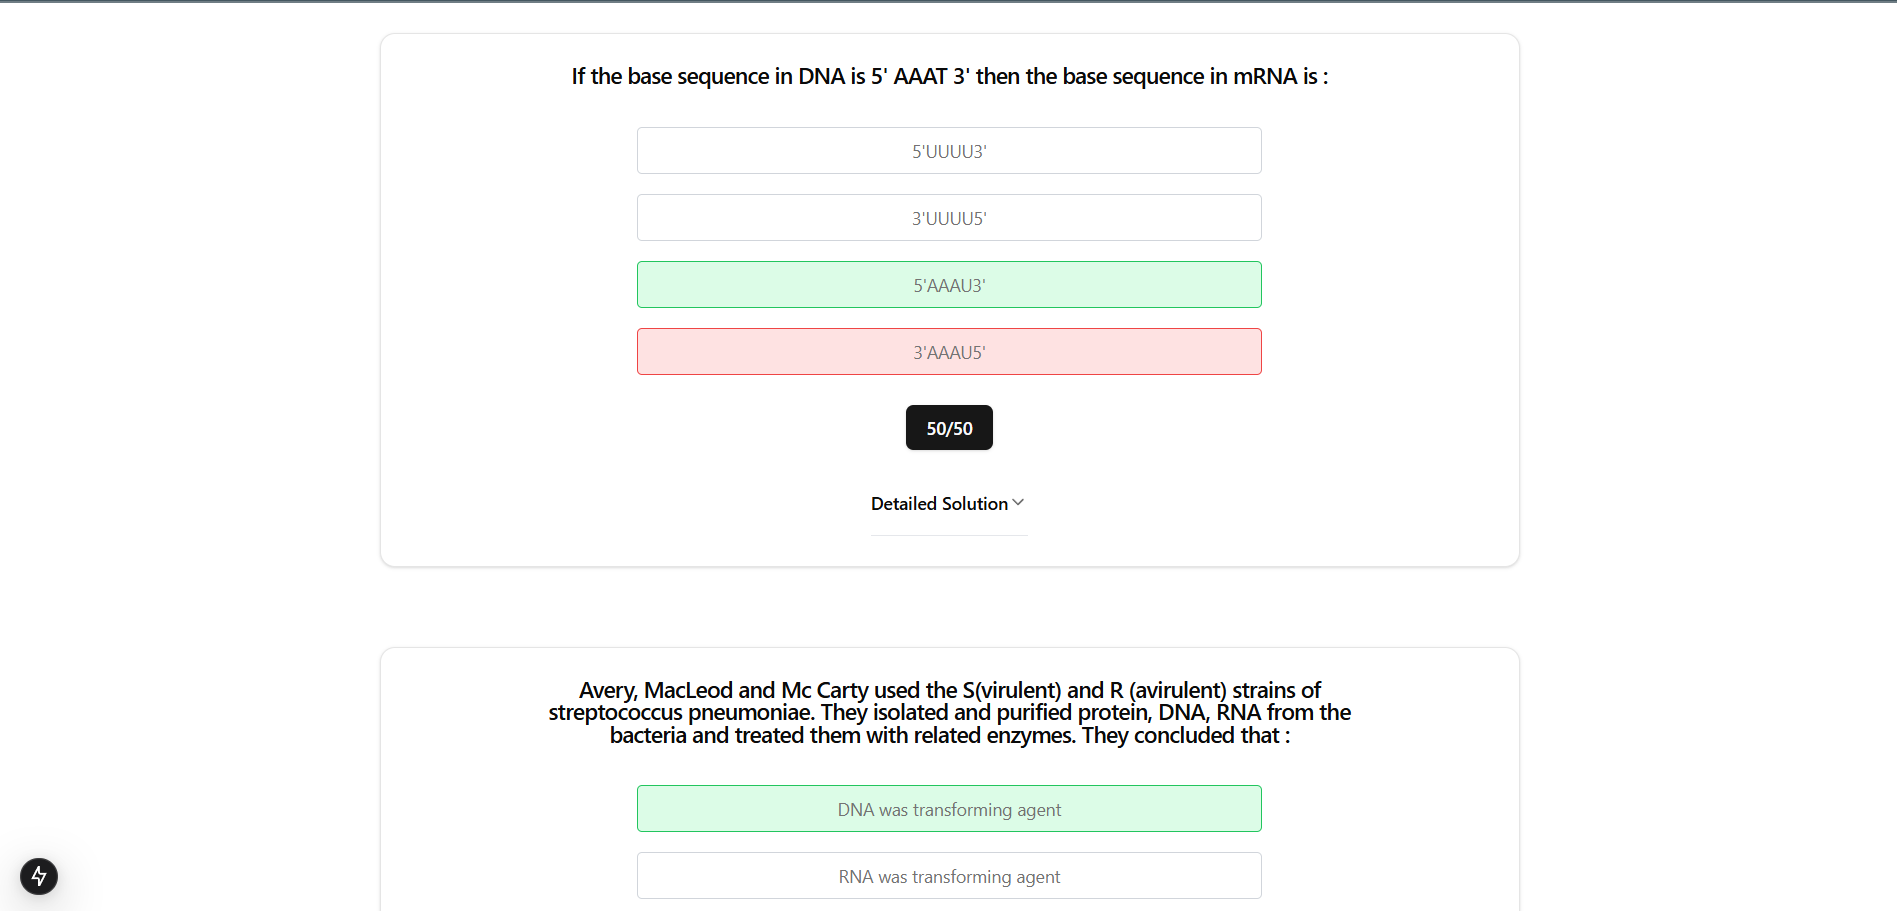 If the base sequence in DNA is 5' AAAT 3' then the base sequence in mRNA is :
5'UUUU3'
3'UUUU5'
5'AAAU3'
3'AAAU5'
50/50
Detailed Solution
Avery, MacLeod and Mc Carty used the S(virulent) and R (avirulent) strains of
streptococcus pneumoniae. They isolated and purified protein, DNA, RNA from the
bacteria and treated them with related enzymes. They concluded that :
DNA was transforming agent
RNA was transforming agent